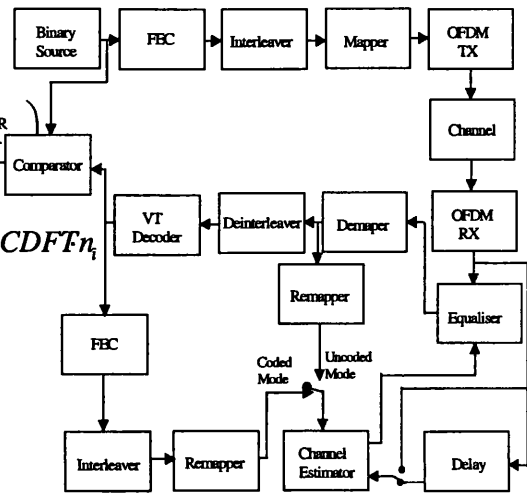 Binary
Source
FEC
Interleaver
Mapper
OFDM
TX
Channel
R
Comparator
VT
Decoder
Deinterleaver
Demaper
OFDM
RX
CDFT·n_i
Remapper
Equaliser
FEC
Coded
Mode
Uncoded
Mode
Interleaver
Remapper
Channel
Estimator
Delay